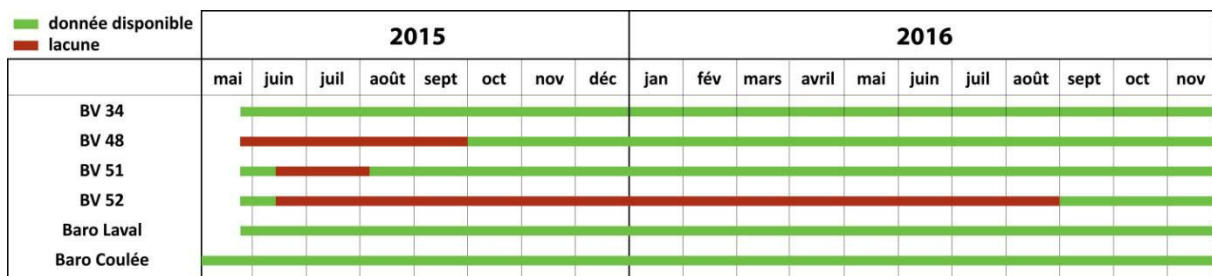 donnée disponible
lacune
2015 2016
mai juin juil août sept oct nov déc jan fév mars avril mai juin juil août sept oct nov
BV 34
BV 48
BV 51
BV 52
Baro Laval
Baro Coulée